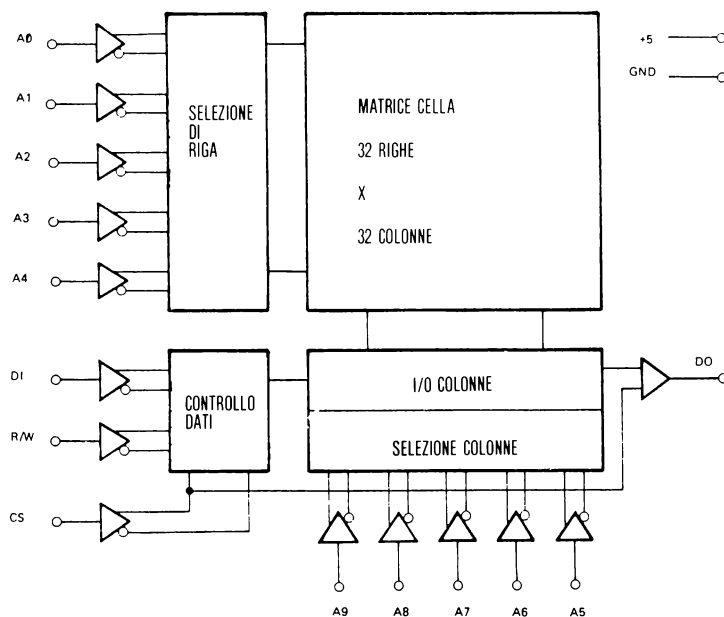 A0
A1
A2
A3
A4
SELEZIONE
DI
RIGA
MATRICE CELLA
32 RIGHE
X
32 COLONNE
+5
GND
DI
R/W
CS
CONTROLLO
DATI
I/O COLONNE
SELEZIONE COLONNE
DO
A9 A8 A7 A6 A5